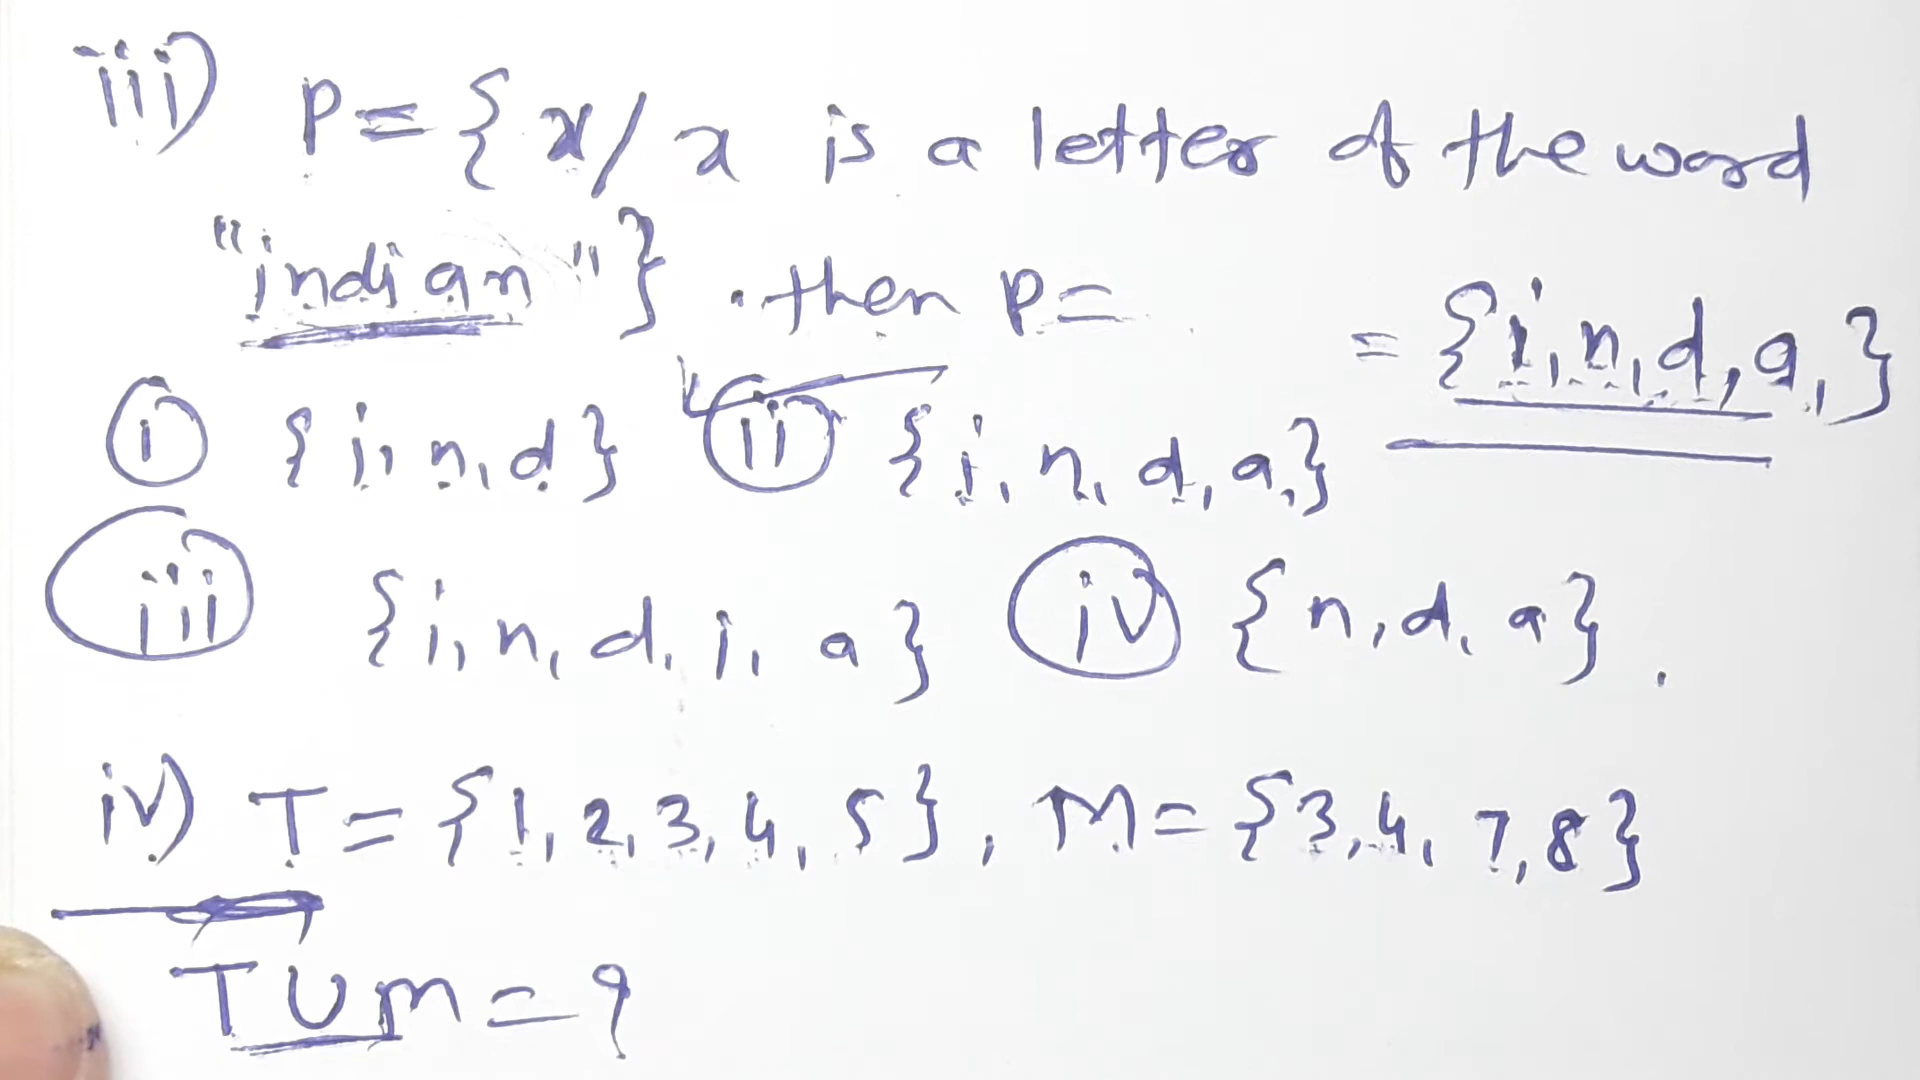 iii) P = {x/x is a letter of the word
"indian"} . then P =
= {i, n, d, a,}
i {i, n, d} ii {i, n, d, a,}
iii {i, n, d, i, a} iv {n, d, a}.
iv) T = {1, 2, 3, 4, 5}, M = {3, 4, 7, 8}
T U M = ?